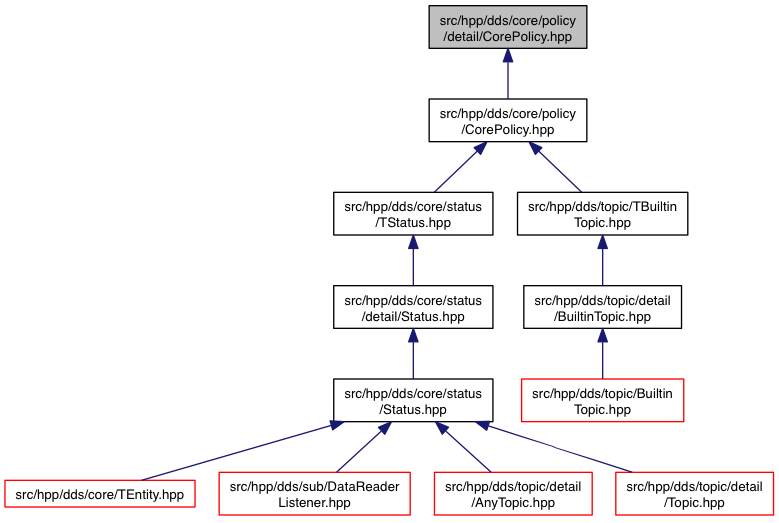 src/hpp/dds/core/policy
/detail/CorePolicy.hpp
src/hpp/dds/core/policy
/CorePolicy.hpp
src/hpp/dds/core/status
/TStatus.hpp
src/hpp/dds/topic/TBuiltin
Topic.hpp
src/hpp/dds/core/status
/detail/Status.hpp
src/hpp/dds/topic/detail
/BuiltinTopic.hpp
src/hpp/dds/core/status
/Status.hpp
src/hpp/dds/topic/Builtin
Topic.hpp
src/hpp/dds/core/TEntity.hpp
src/hpp/dds/sub/DataReader
Listener.hpp
src/hpp/dds/topic/detail
/AnyTopic.hpp
src/hpp/dds/topic/detail
/Topic.hpp